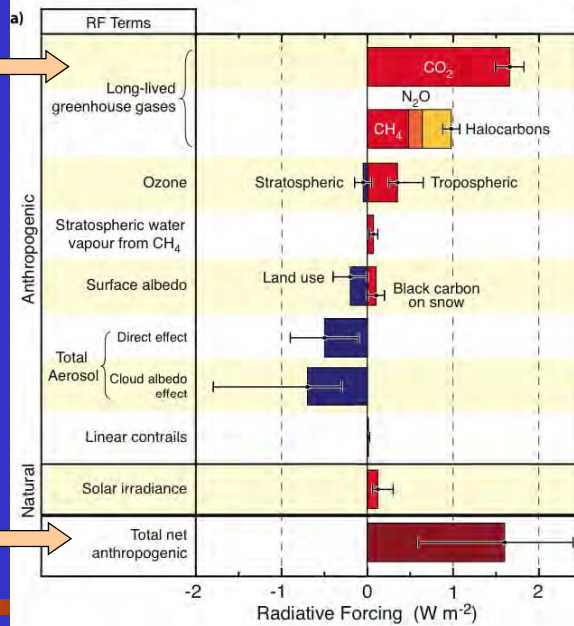 a)
RF Terms
CO2
Long-lived
greenhouse gases
N2O
CH4
Halocarbons
Ozone
Stratospheric
Tropospheric
Stratospheric water
vapour from CH4
Anthropogenic
Surface albedo
Land use
Black carbon
on snow
Total
Aerosol
Direct effect
Cloud albedo
effect
Linear contrails
Natural
Solar irradiance
Total net
anthropogenic
-2 -1 0 1 2
Radiative Forcing (W m-2)